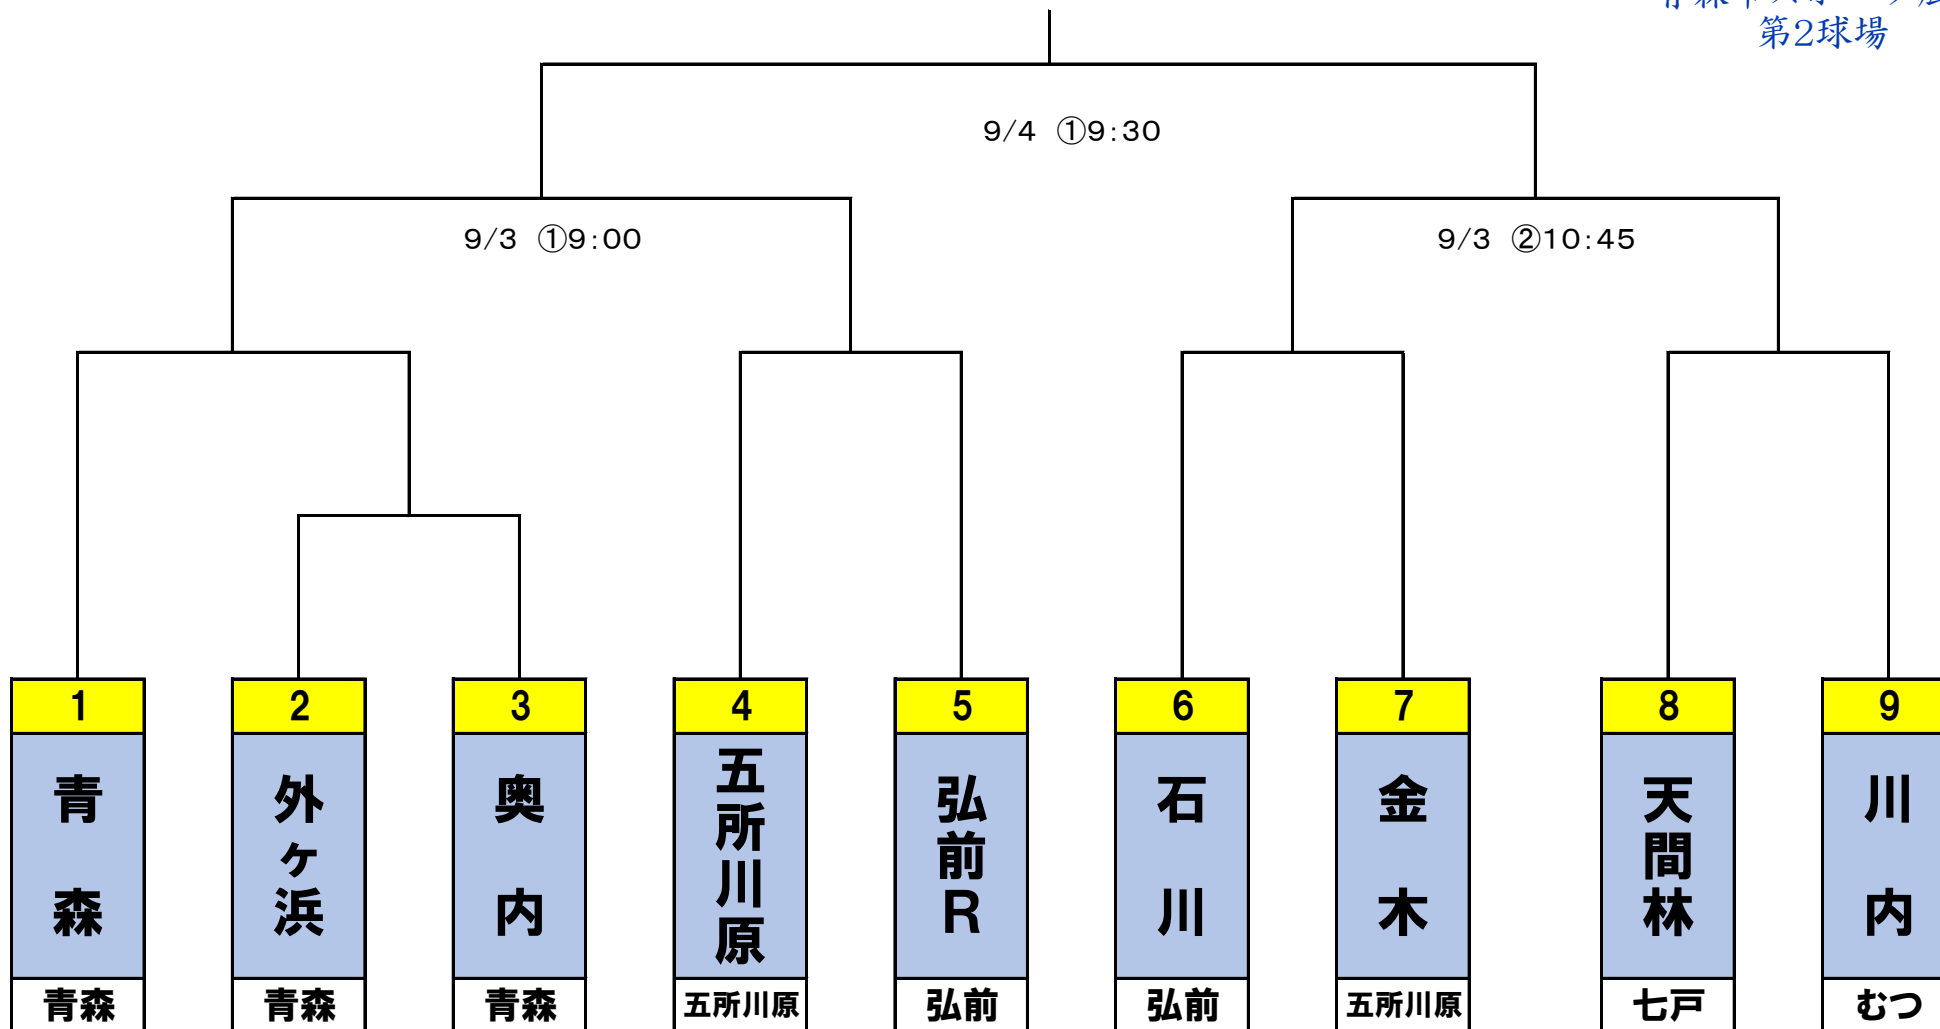 第2球場
9/4 ①9:30
9/3 ①9:00
9/3 ②10:45
1
2
3
4
5
6
7
8
9
青森
外ヶ浜
奥内
五所川原
弘前R
石川
金木
天間林
川内
青森
青森
青森
五所川原
弘前
弘前
五所川原
七戸
むつ